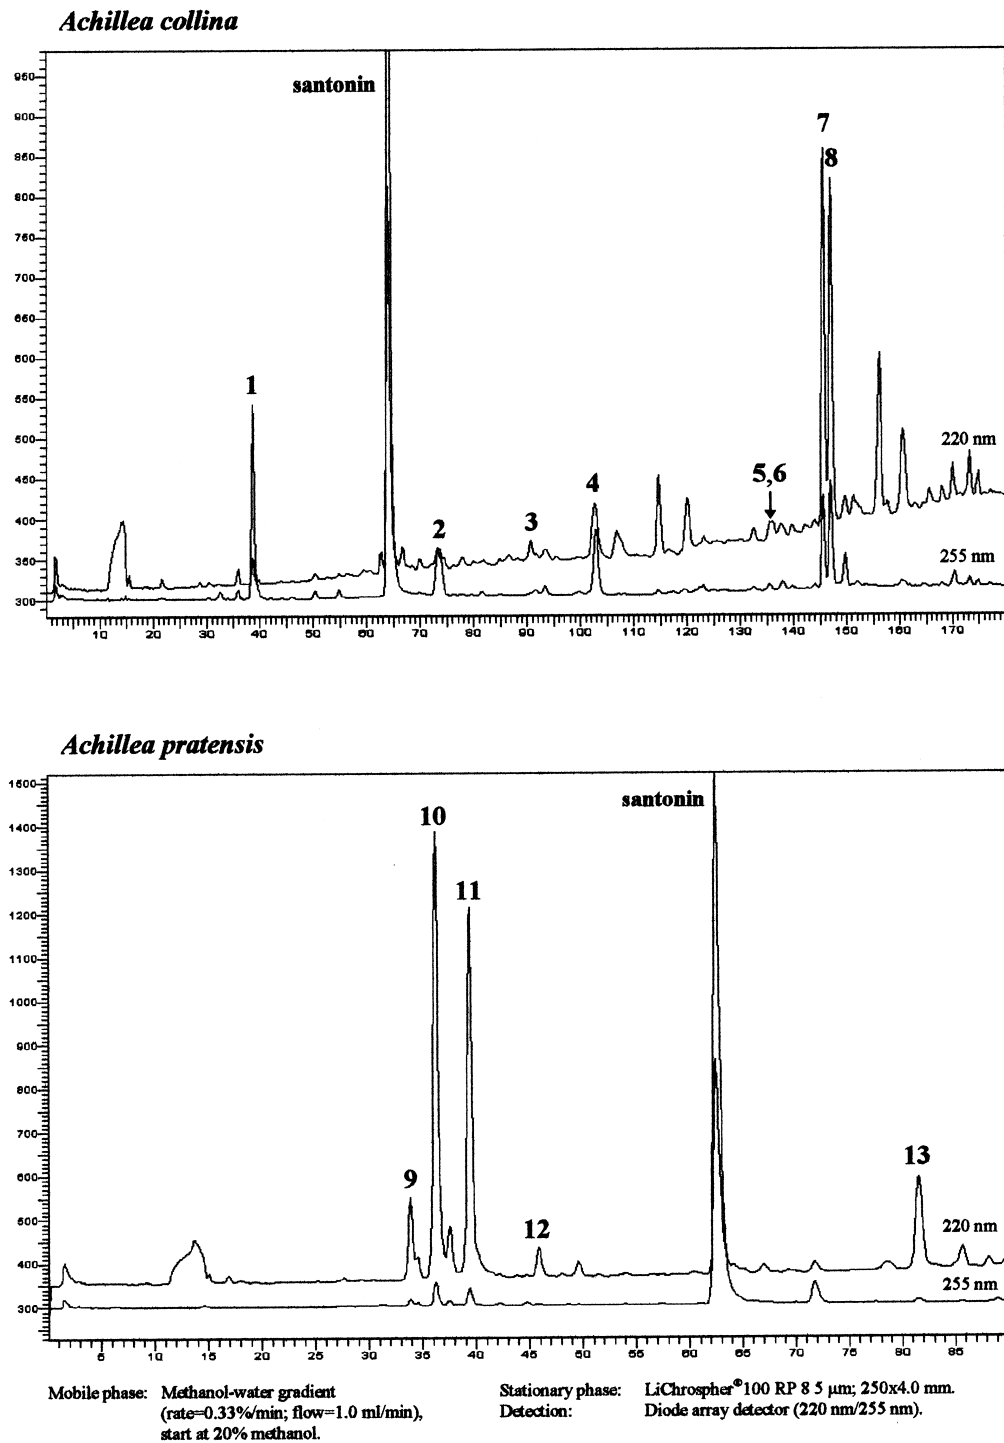 Achillea collina
santonin
950
900
850
800
750
700
650
600
550
500
450
400
350
300
7
8
1
2
3
4
5,6
220 nm
255 nm
10 20 30 40 50 60 70 80 90 100 110 120 130 140 150 160 170
Achillea pratensis
santonin
1500
1400
1300
1200
1100
1000
900
800
700
600
500
400
300
10
11
9
12
13
220 nm
255 nm
5 10 15 20 25 30 35 40 45 50 55 60 65 70 75 80 85
Mobile phase: Methanol-water gradient
(rate=0.33%/min; flow=1.0 ml/min),
start at 20% methanol.
Stationary phase: LiChrospher®100 RP 8 5 µm; 250x4.0 mm.
Detection: Diode array detector (220 nm/255 nm).